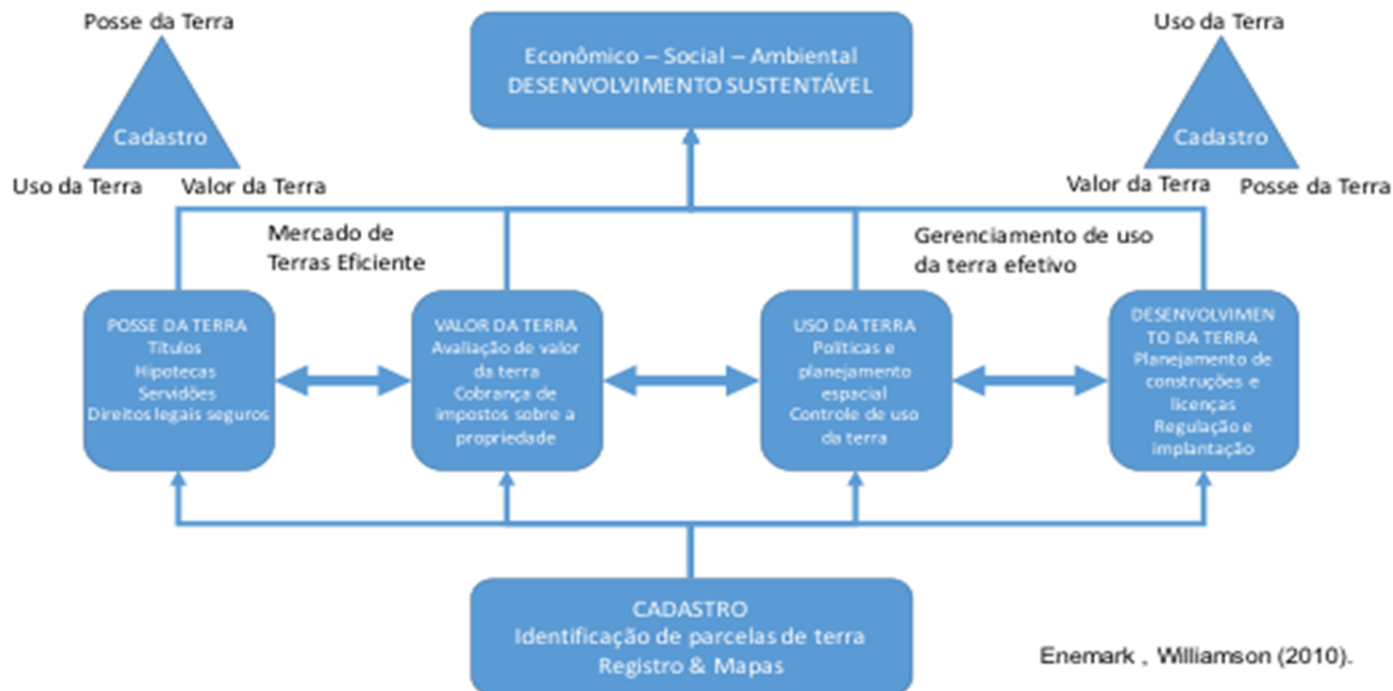 Posse da Terra
Cadastro
Uso da Terra
Valor da Terra
Econômico – Social – Ambiental
DESENVOLVIMENTO SUSTENTÁVEL
Uso da Terra
Cadastro
Valor da Terra
Posse da Terra
Mercado de
Terras Eficiente
Gerenciamento de uso
da terra efetivo
POSSE DA TERRA
Títulos
Hipotecas
Servidões
Direitos legais seguros
VALOR DA TERRA
Avaliação de valor
da terra
Cobrança de
impostos sobre a
propriedade
USO DA TERRA
Políticas e
planejamento
espacial
Controle de uso
da terra
DESENVOLVIMEN
TO DA TERRA
Planejamento de
construções e
licenças
Regulação e
implantação
CADASTRO
Identificação de parcelas de terra
Registro & Mapas
Enemark , Williamson (2010).